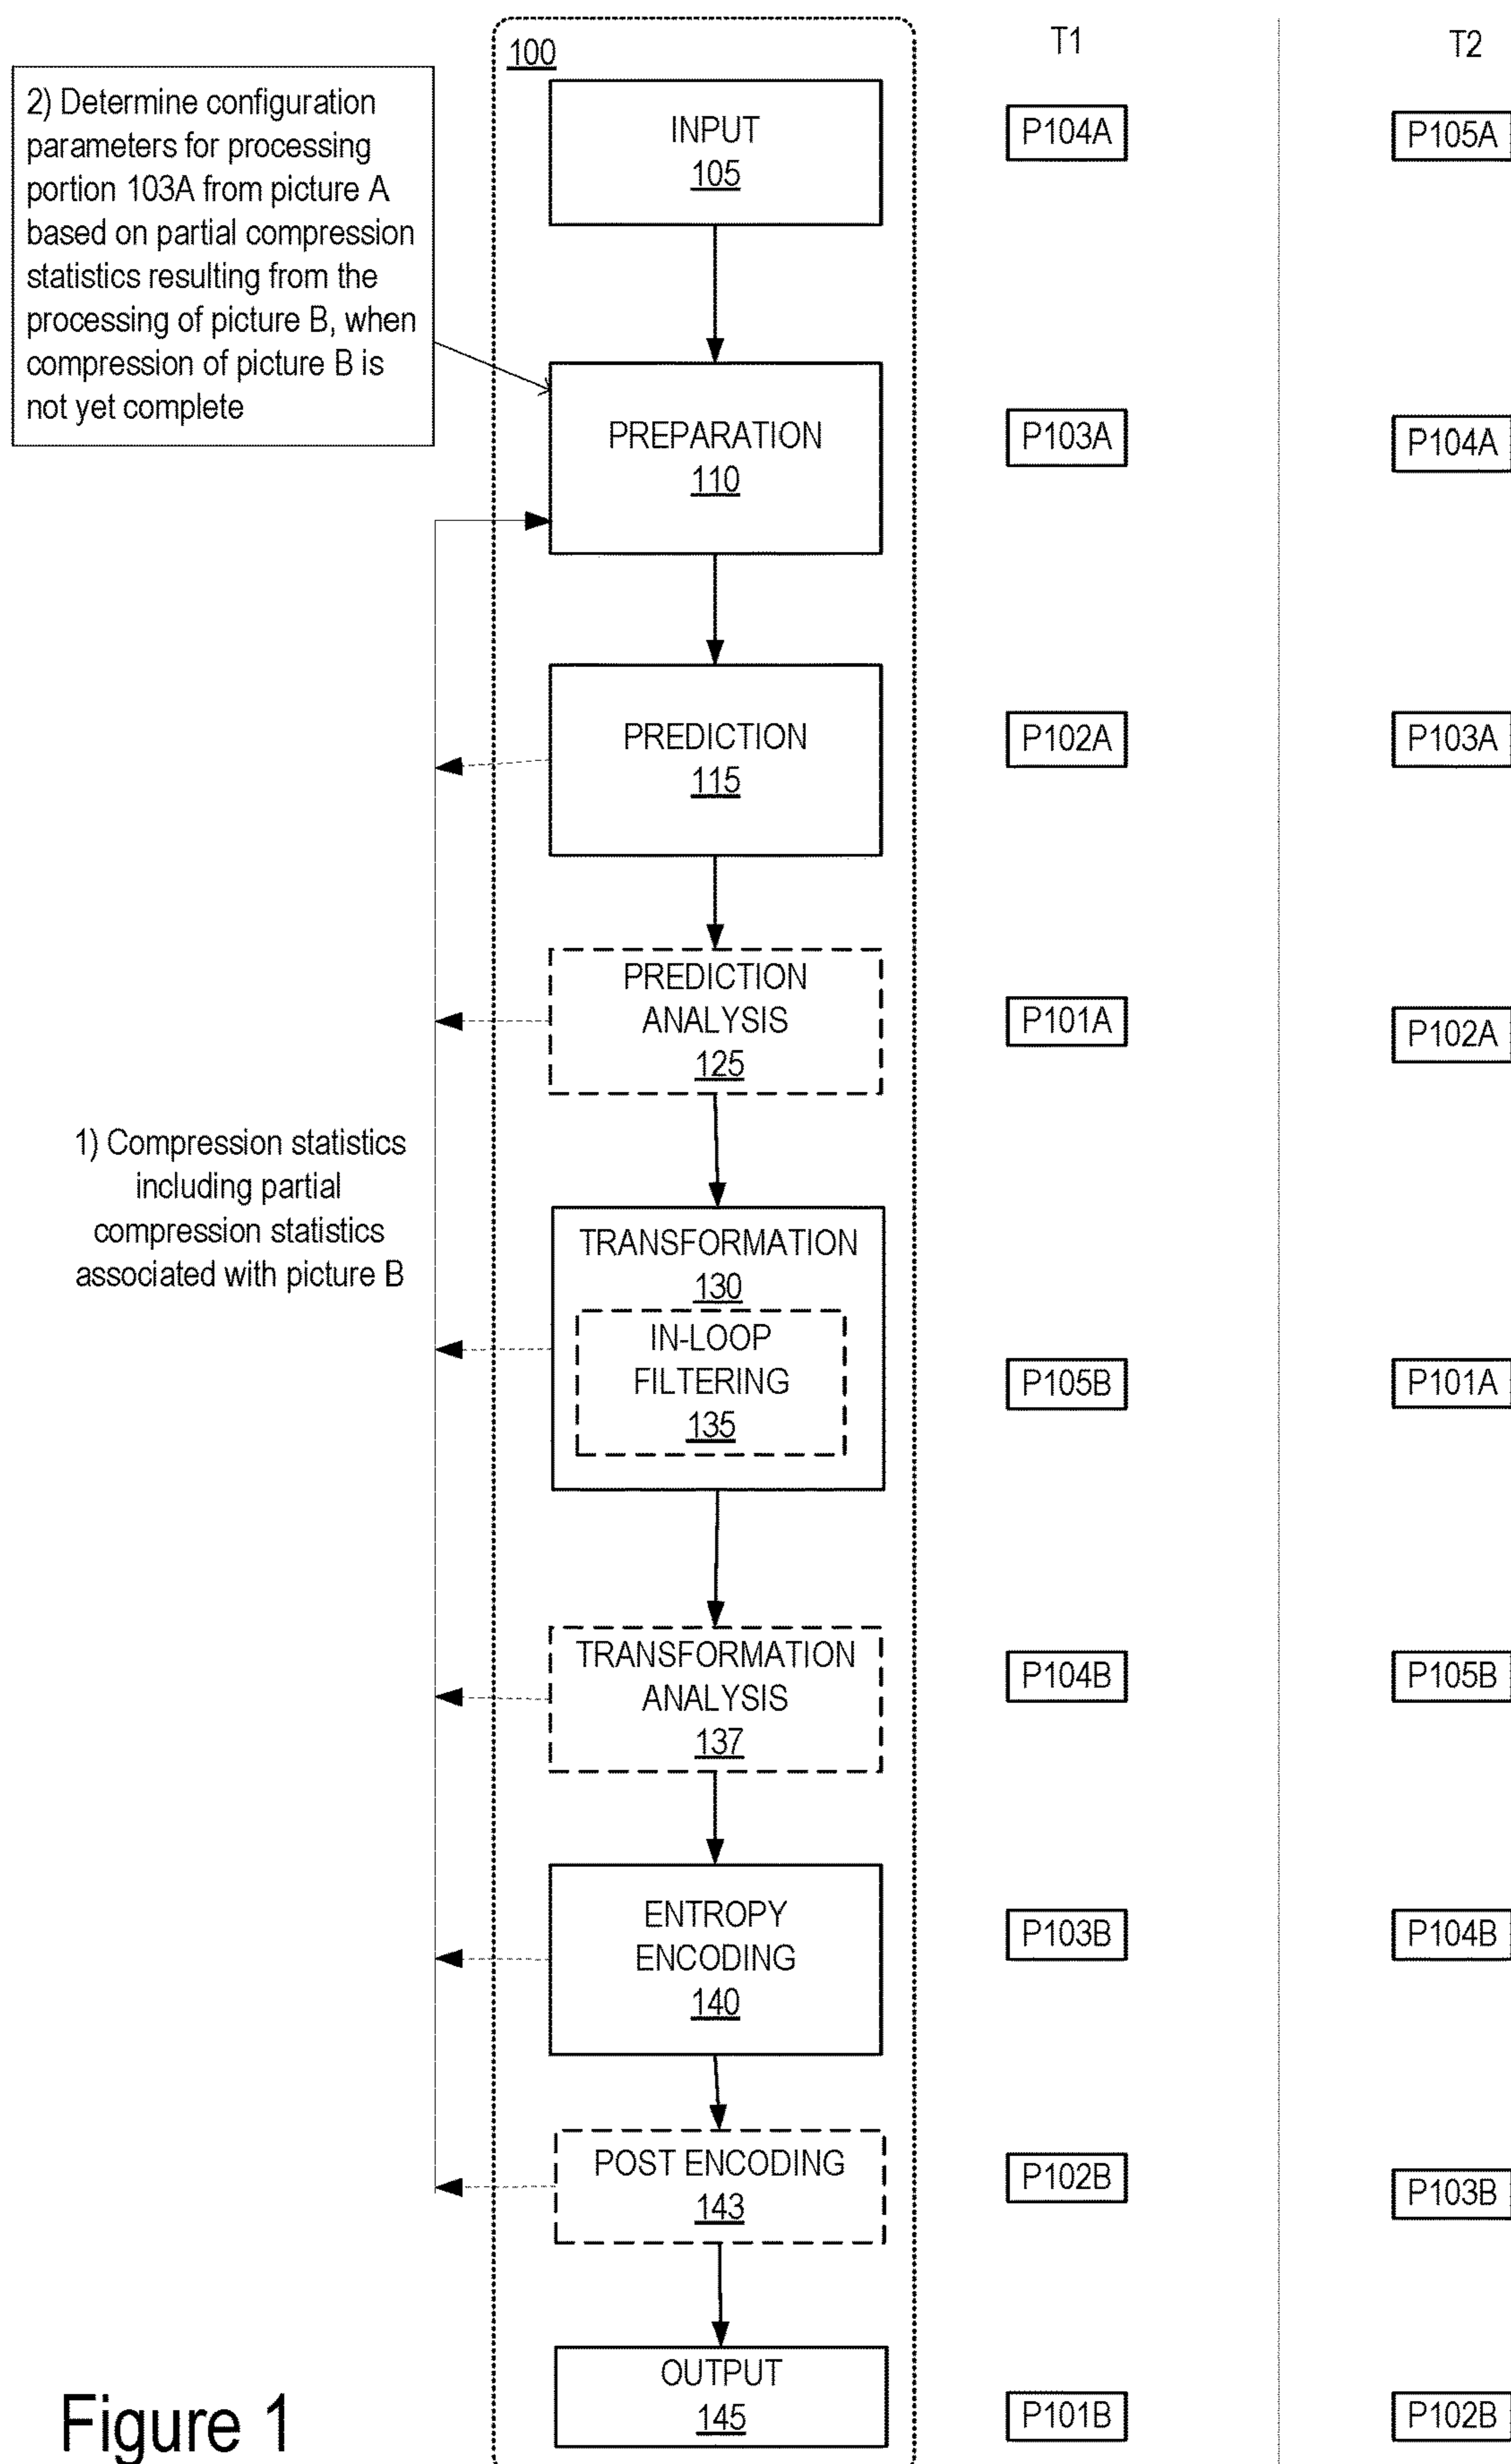 100
T1
T2
2) Determine configuration
parameters for processing
portion 103A from picture A
based on partial compression
statistics resulting from the
processing of picture B, when
compression of picture B is
not yet complete
INPUT
105
P104A
P105A
PREPARATION
110
P103A
P104A
PREDICTION
115
P102A
P103A
PREDICTION
ANALYSIS
125
P101A
P102A
1) Compression statistics
including partial
compression statistics
associated with picture B
TRANSFORMATION
130
IN-LOOP
FILTERING
135
P105B
P101A
TRANSFORMATION
ANALYSIS
137
P104B
P105B
ENTROPY
ENCODING
140
P103B
P104B
POST ENCODING
143
P102B
P103B
OUTPUT
145
P101B
P102B
Figure 1